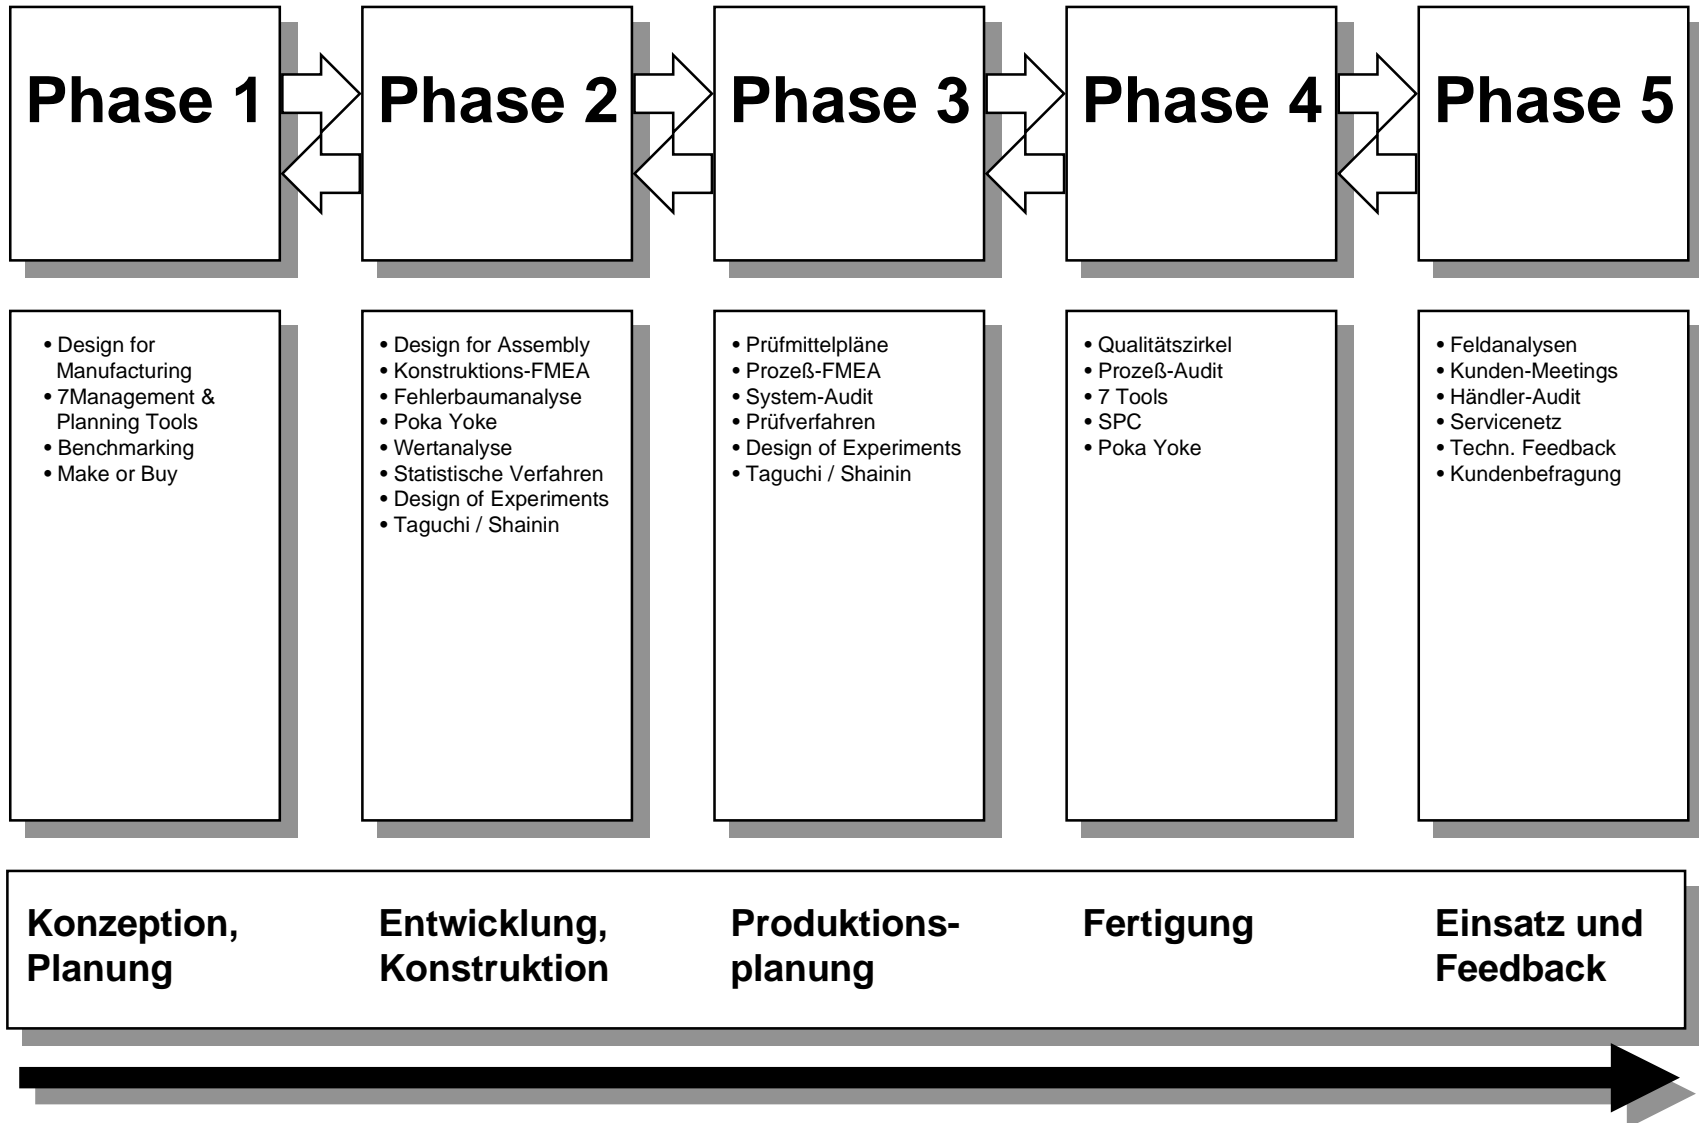 Phase 1
Phase 2
Phase 3
Phase 4
Phase 5
• Design for
Manufacturing
• 7Management &
Planning Tools
• Benchmarking
• Make or Buy
• Design for Assembly
• Konstruktions-FMEA
• Fehlerbaumanalyse
• Poka Yoke
• Wertanalyse
• Statistische Verfahren
• Design of Experiments
• Taguchi / Shainin
• Prüfmittelpläne
• Prozeß-FMEA
• System-Audit
• Prüfverfahren
• Design of Experiments
• Taguchi / Shainin
• Qualitätszirkel
• Prozeß-Audit
• 7 Tools
• SPC
• Poka Yoke
• Feldanalysen
• Kunden-Meetings
• Händler-Audit
• Servicenetz
• Techn. Feedback
• Kundenbefragung
Konzeption,
Planung
Entwicklung,
Konstruktion
Produktions-
planung
Fertigung
Einsatz und
Feedback